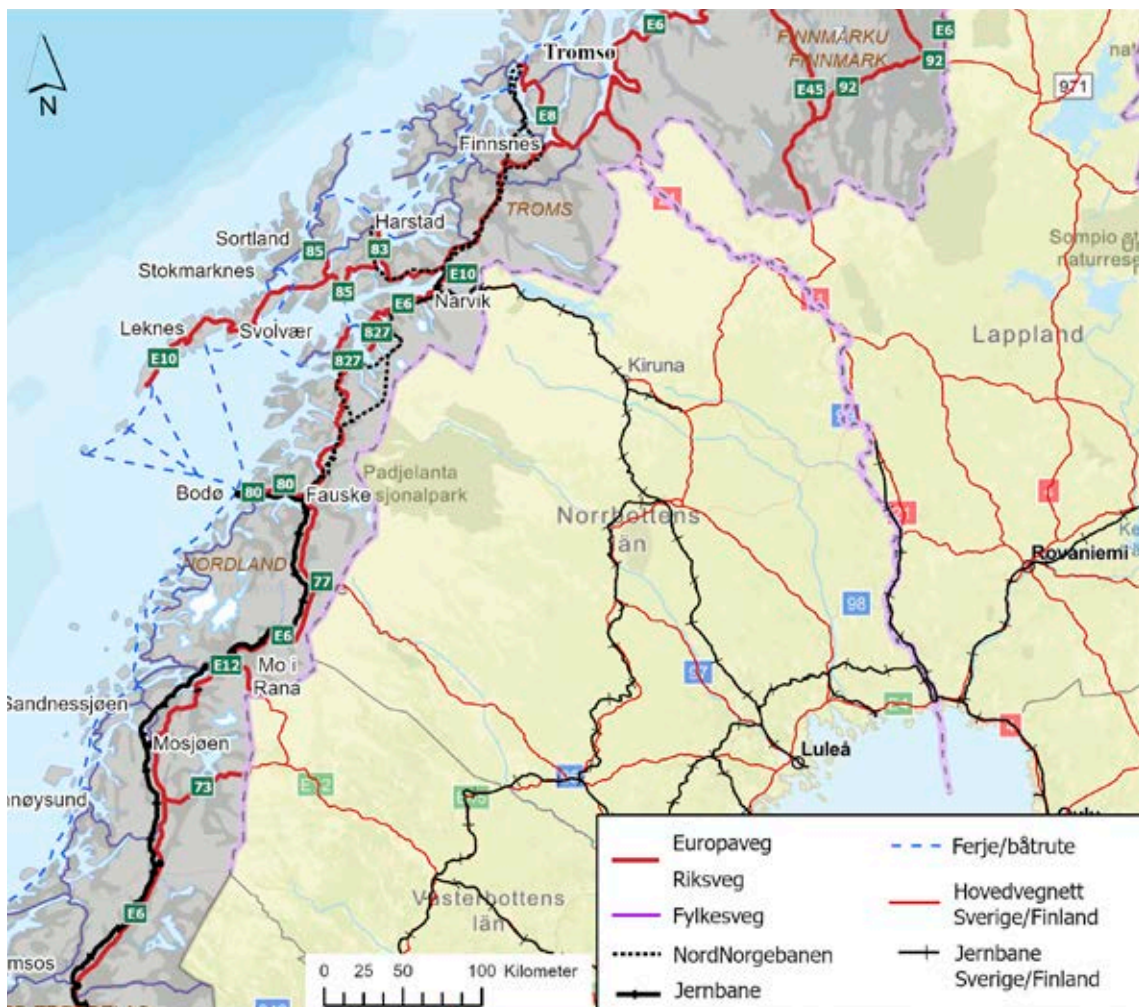 E6
FINNMÁRKU
FINNMARK
E6
92
Tromsø
N
E45
92
971
E8
Finnsnes
TROMS
Harstad
Sortland
85
83
Stokmarknes
E10
85
E6
Narvik
Leknes
Svolvær
827
827
E10
Lappland
Kiruna
Padjelanta
sjonalpark
Bodø
80
80
Fauske
Norrbottens
län
Rovaniemi
NORDLAND
77
98
E6
E12
Mo i
Rana
97
Sandnessjøen
Mosjøen
Luleå
73
Europaveg
Riksveg
Fylkesveg
NordNorgebanen
Jernbane
Ferje/båtrute
Hovedvegnett
Sverige/Finland
Jernbane
Sverige/Finland
Västerbottens
län
E6
0 25 50 100 Kilometer